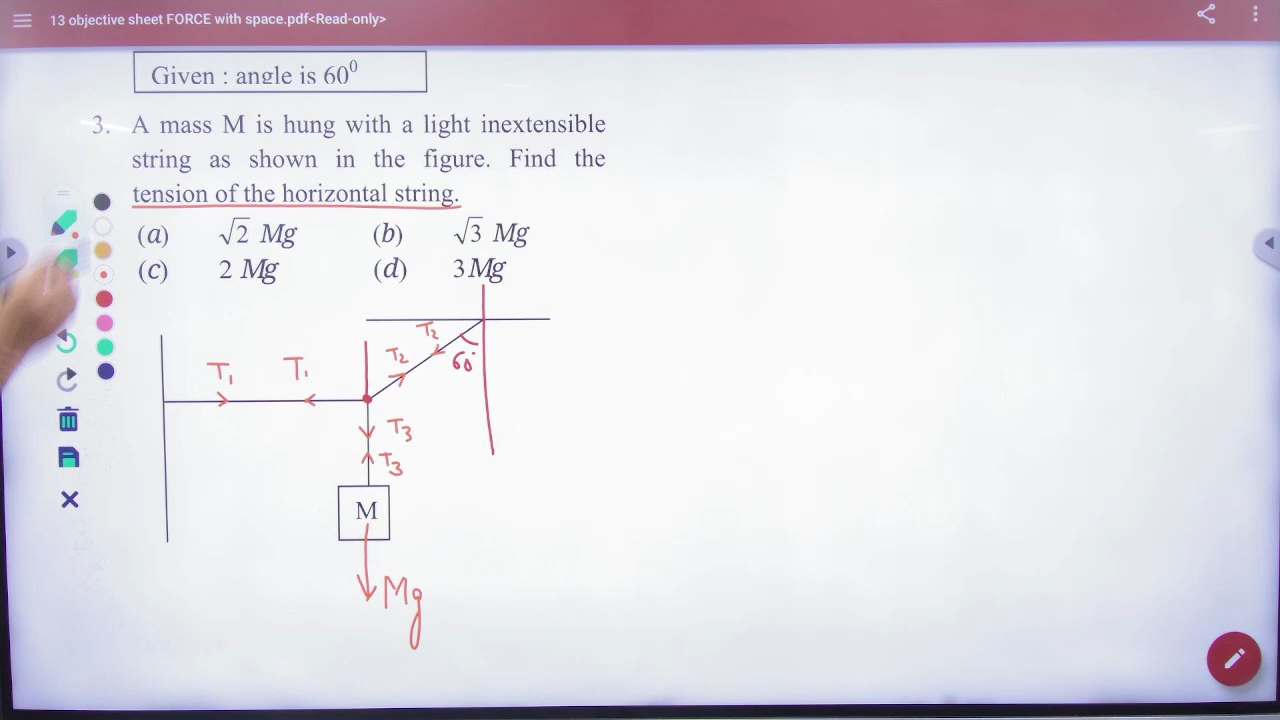 13 objective sheet FORCE with space.pdf<Read-only>
Given : angle is 60⁰
3. A mass M is hung with a light inextensible
string as shown in the figure. Find the
tension of the horizontal string.
(a) √2 Mg (b) √3 Mg
(c) 2 Mg (d) 3Mg
T₂
T₂
60°
T₁ T₁
T₃
T₃
M
Mg